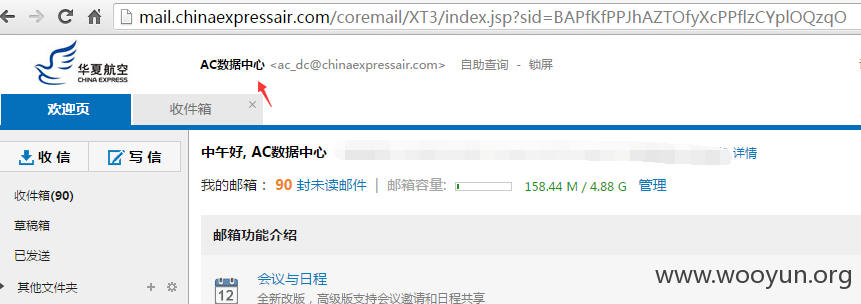 mail.chinaexpressair.com/coremail/XT3/index.jsp?sid=BAPfKfPPJhAZTOfyXcPPflzCYplOQzqO
华夏航空
CHINA EXPRESS
AC数据中心 <ac_dc@chinaexpressair.com> 自助查询 - 锁屏
欢迎页 收件箱 ×
收信 写信
中午好, AC数据中心 详情
收件箱(90)
我的邮箱： 90 封未读邮件 | 邮箱容量: 158.44 M / 4.88 G 管理
草稿箱
已发送
邮箱功能介绍
其他文件夹 +
12
会议与日程
全新改版，高级版支持会议邀请和日程共享
www.wooyun.org